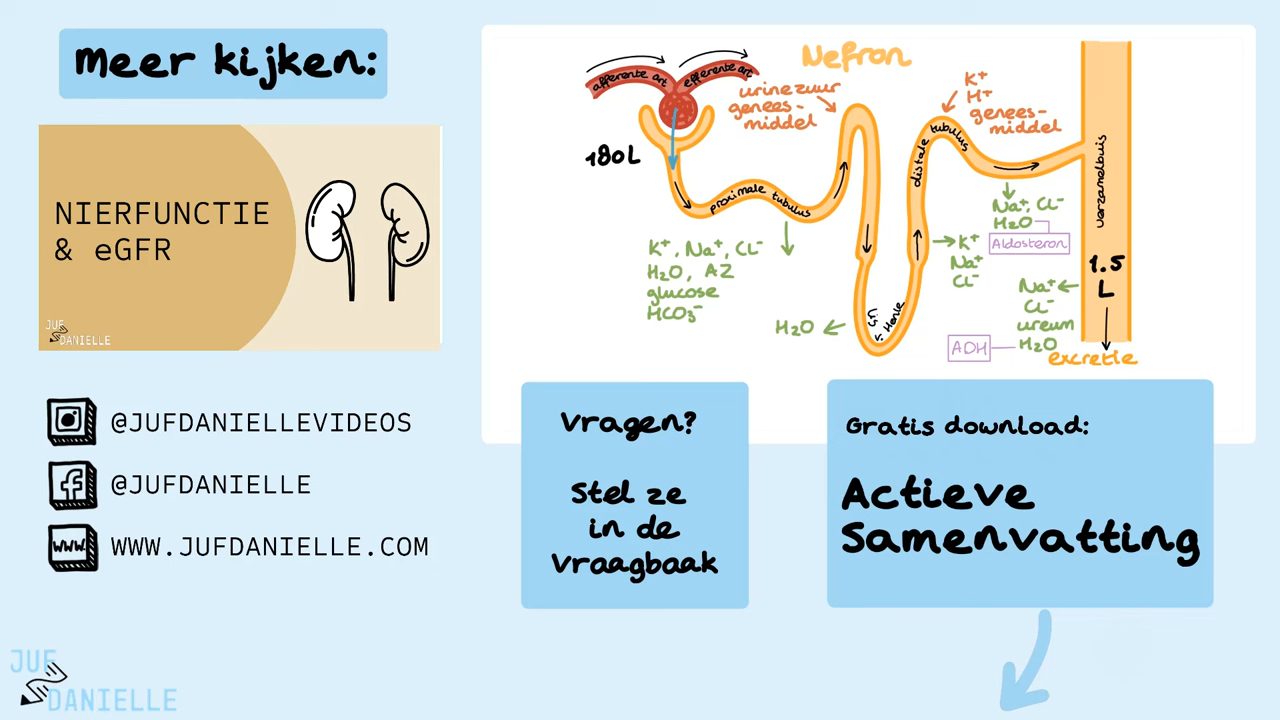 Meer kijken:
NIERFUNCTIE
& eGFR
JUF
DANIELLE
@JUFDANIELLEVIDEOS
@JUFDANIELLE
www
WWW.JUFDANIELLE.COM
JUF
DANIELLE
Nefron
afferente art
efferente art
180L
urinezuur
genees-
middel
proximale tubulus
K⁺, Na⁺, Cl⁻
H₂O, AZ
glucose
HCO₃⁻
H₂O
Lis
v. Henle
distale tubulus
K⁺
Na⁺
Cl⁻
K⁺
H⁺
genees-
middel
Na⁺, Cl⁻
H₂O
Aldosteron
verzamelbuis
1.5
L
Na⁺
Cl⁻
ureum
H₂O
ADH
excretie
Vragen?
Stel ze
in de
vraagbaak
Gratis download:
Actieve
Samenvatting